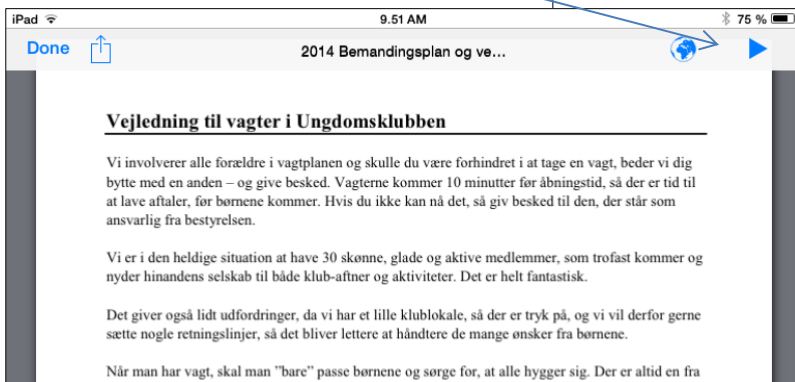 iPad 9.51 AM 75 %
Done 2014 Bemandingsplan og ve...
Vejledning til vagter i Ungdomsklubben
Vi involverer alle forældre i vagtplanen og skulle du være forhindret i at tage en vagt, beder vi dig
bytte med en anden – og give besked. Vagterne kommer 10 minutter før åbningstid, så der er tid til
at lave aftaler, før børnene kommer. Hvis du ikke kan nå det, så giv besked til den, der står som
ansvarlig fra bestyrelsen.
Vi er i den heldige situation at have 30 skønne, glade og aktive medlemmer, som trofast kommer og
nyder hinandens selskab til både klub-aftner og aktiviteter. Det er helt fantastisk.
Det giver også lidt udfordringer, da vi har et lille klublokale, så der er tryk på, og vi vil derfor gerne
sætte nogle retningslinjer, så det bliver lettere at håndtere de mange ønsker fra børnene.
Når man har vagt, skal man ”bare” passe børnene og sørge for, at alle hygger sig. Der er altid en fra